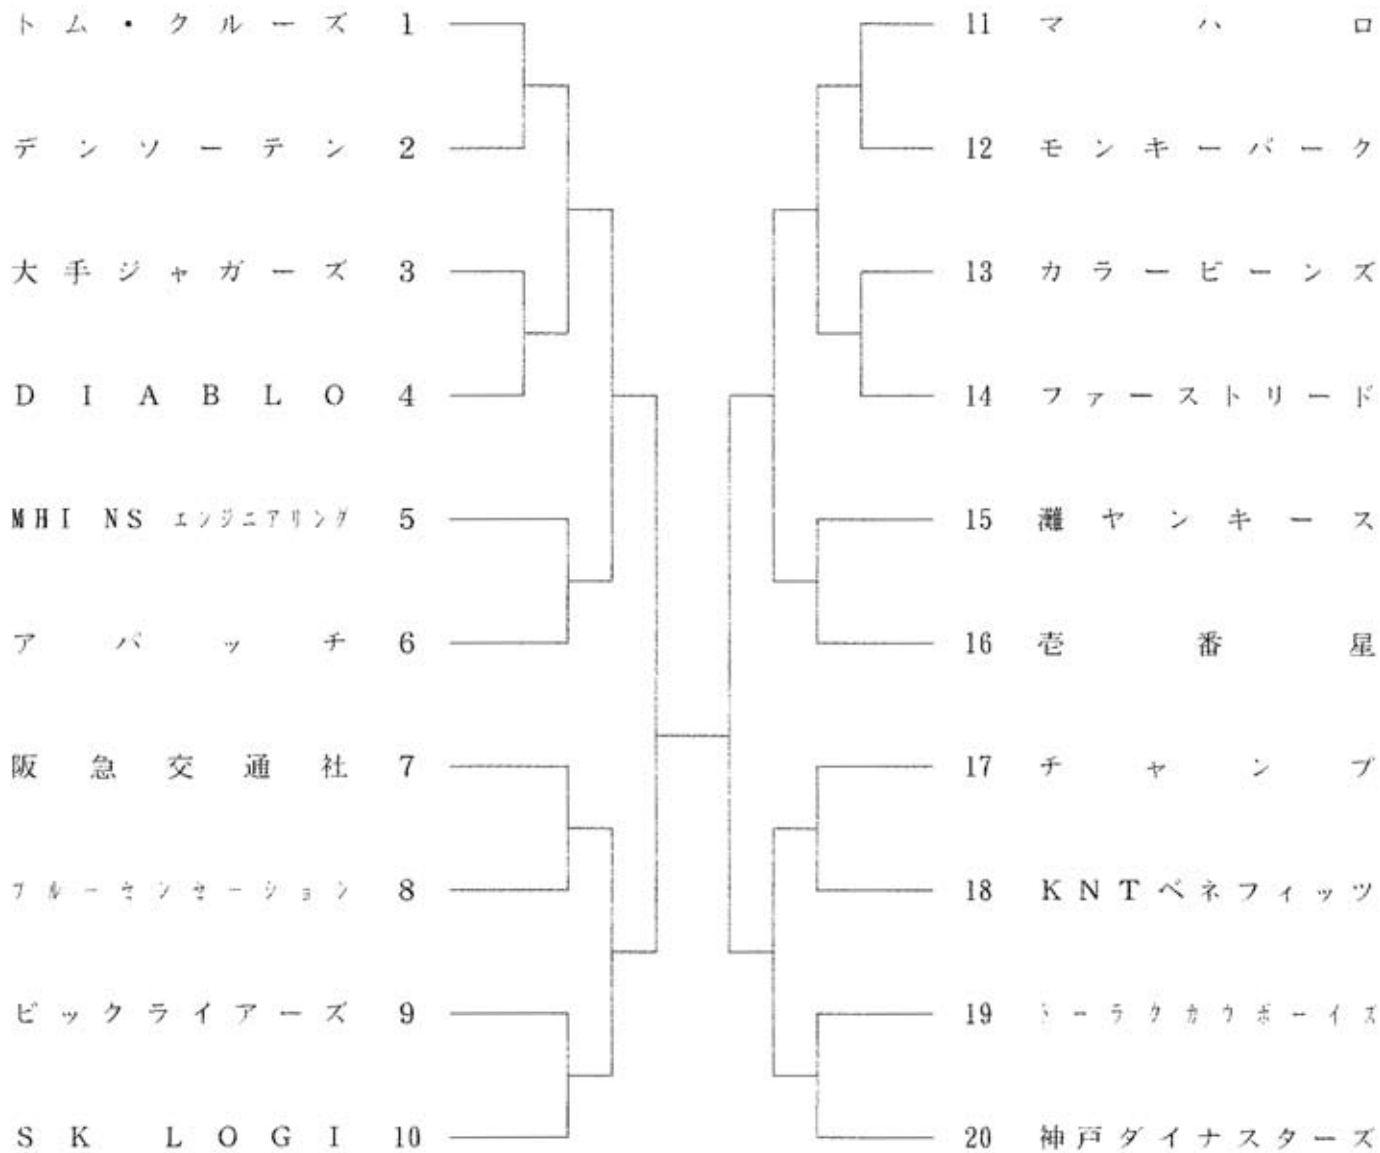 トム・クルーズ 1
デンソーテン 2
大手ジャガーズ 3
DIABLO 4
MHI NS エンジニアリング 5
アパッチ 6
阪急交通社 7
ブルーセンセーション 8
ビックライアーズ 9
SK LOGI 10
11 マハロ
12 モンキーパーク
13 カラービーンズ
14 ファーストリード
15 灘ヤンキース
16 壱番星
17 チャンプ
18 KNTベネフィッツ
19 トーラクカウボーイズ
20 神戸ダイナスターズ